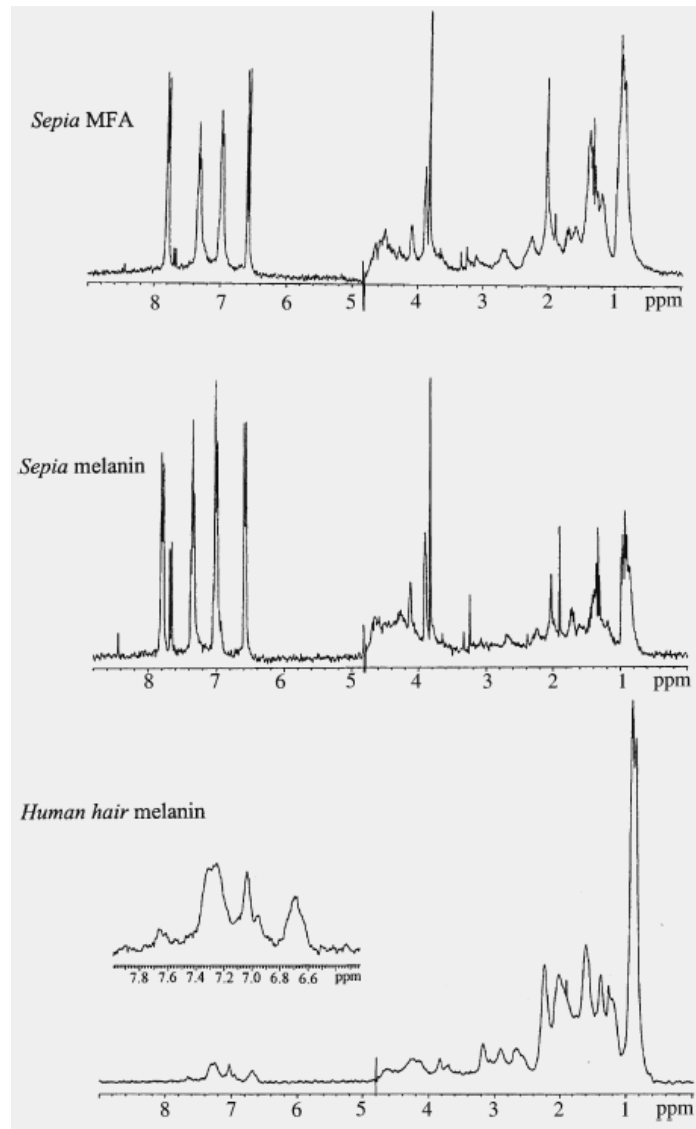 Sepia MFA
8 7 6 5 4 3 2 1 ppm
Sepia melanin
8 7 6 5 4 3 2 1 ppm
Human hair melanin
7.8 7.6 7.4 7.2 7.0 6.8 6.6 ppm
8 7 6 5 4 3 2 1 ppm